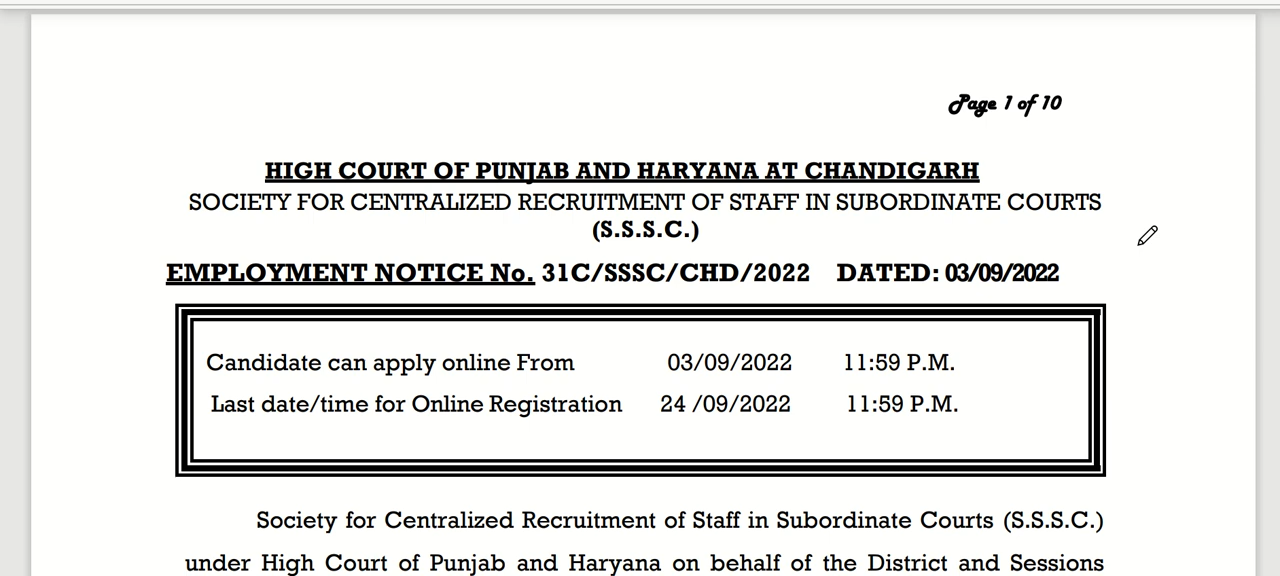 Page 1 of 10
HIGH COURT OF PUNJAB AND HARYANA AT CHANDIGARH
SOCIETY FOR CENTRALIZED RECRUITMENT OF STAFF IN SUBORDINATE COURTS
(S.S.S.C.)
EMPLOYMENT NOTICE No. 31C/SSSC/CHD/2022 DATED: 03/09/2022
Candidate can apply online From 03/09/2022 11:59 P.M.
Last date/time for Online Registration 24 /09/2022 11:59 P.M.
Society for Centralized Recruitment of Staff in Subordinate Courts (S.S.S.C.)
under High Court of Punjab and Haryana on behalf of the District and Sessions